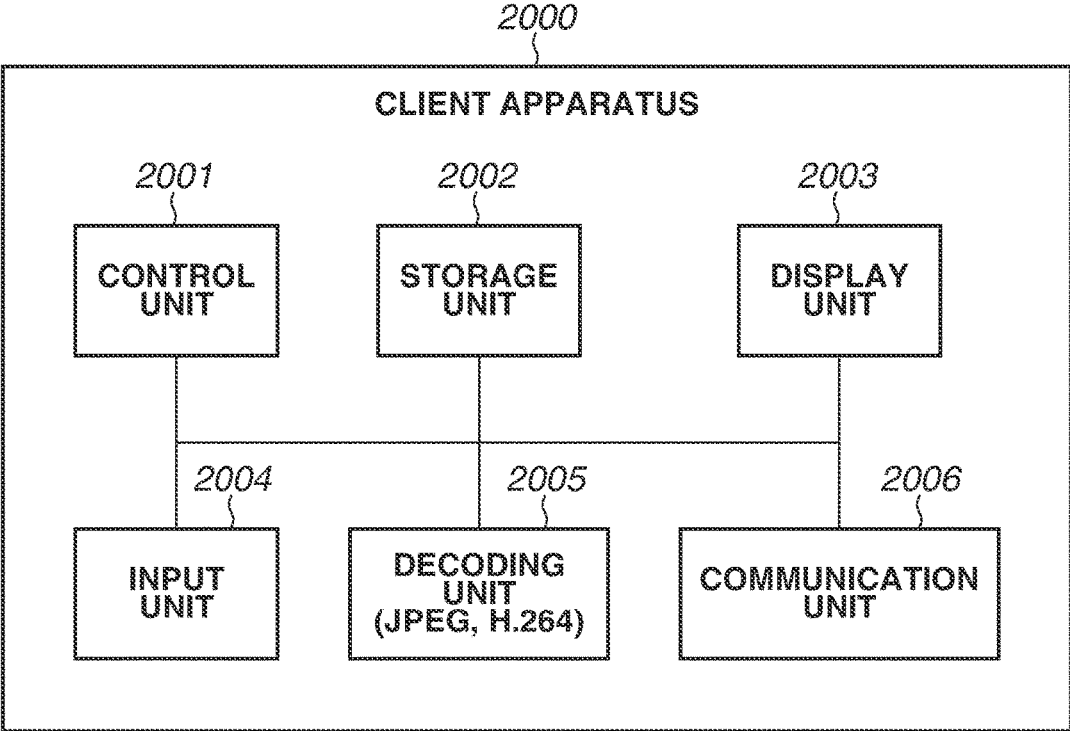 2000
CLIENT APPARATUS
2001
2002
2003
CONTROL
UNIT
STORAGE
UNIT
DISPLAY
UNIT
2004
2005
2006
INPUT
UNIT
DECODING
UNIT
(JPEG, H.264)
COMMUNICATION
UNIT